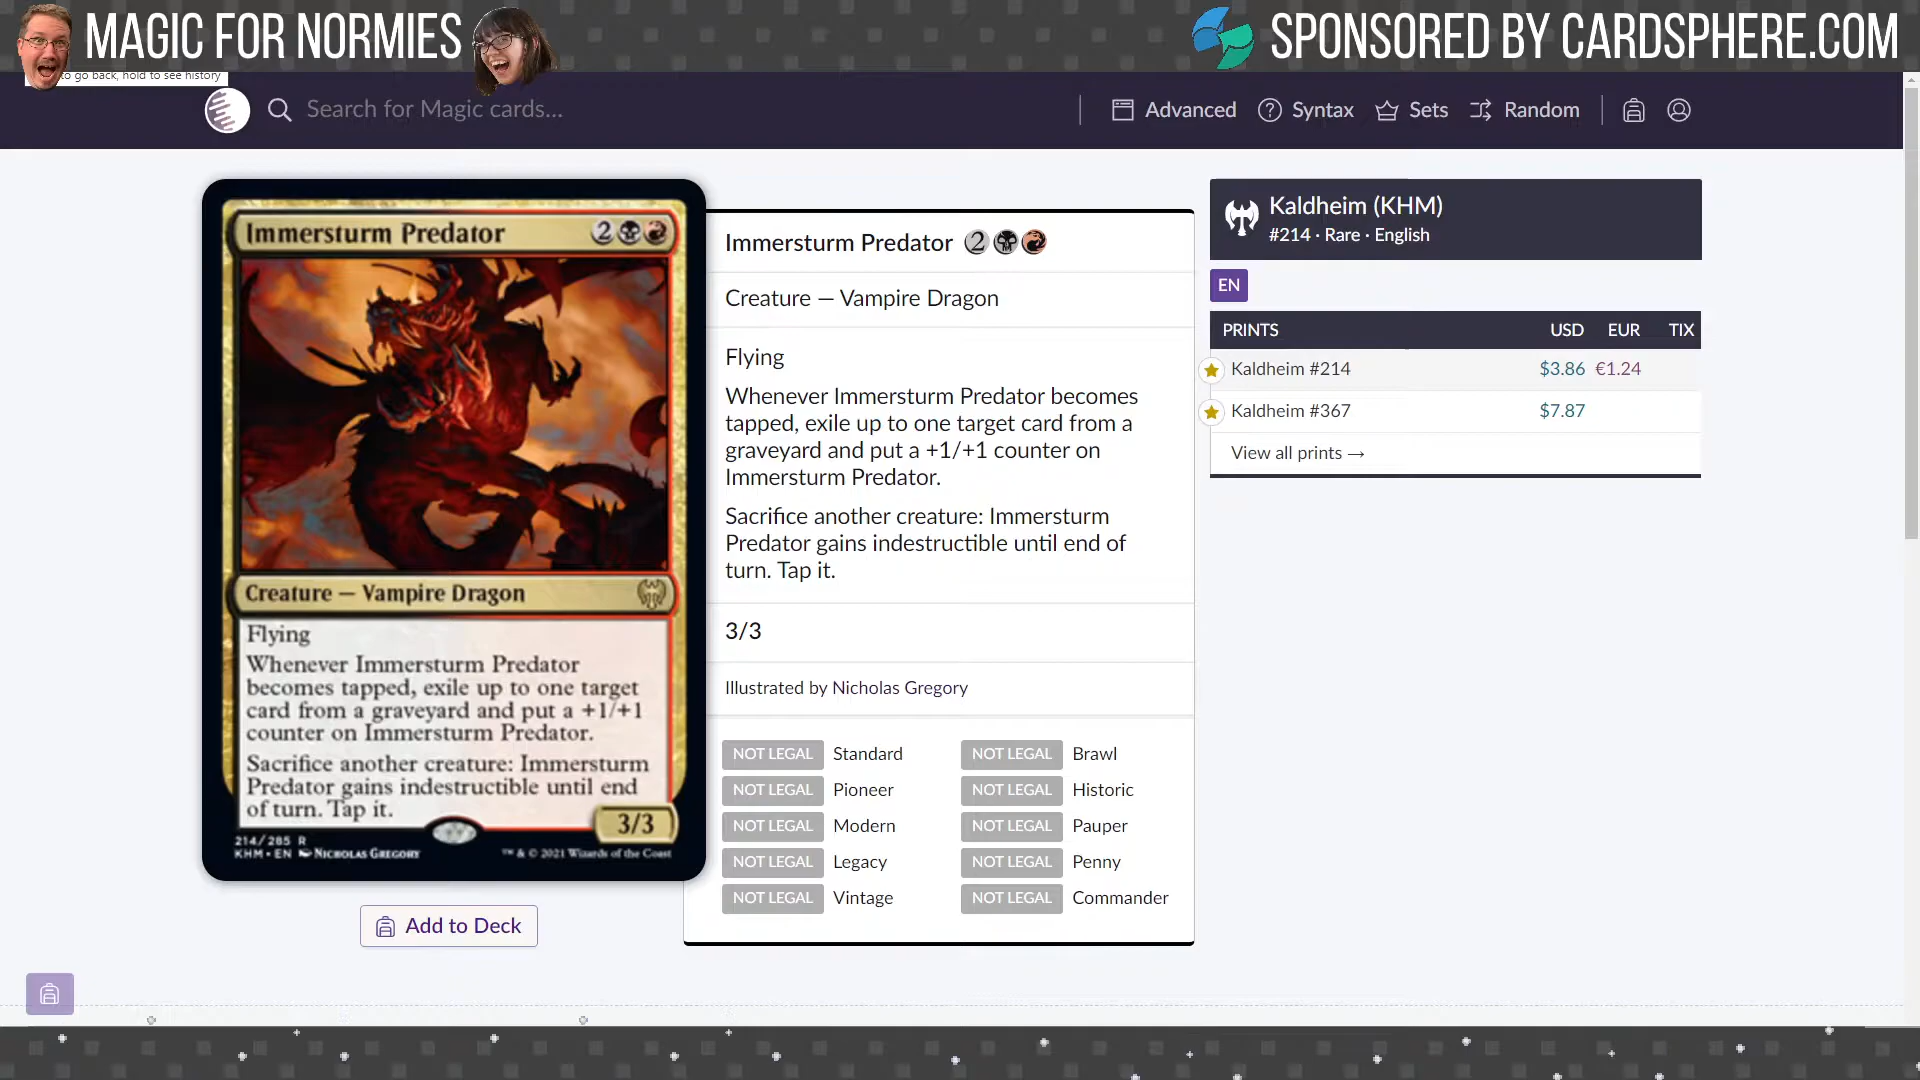 MAGIC FOR NORMIES
SPONSORED BY CARDSPHERE.COM
to go back, hold to see history
Search for Magic cards...
Advanced
Syntax
Sets
Random
Immersturm Predator 2
Creature — Vampire Dragon
Flying
Whenever Immersturm Predator
becomes tapped, exile up to one target
card from a graveyard and put a +1/+1
counter on Immersturm Predator.
Sacrifice another creature: Immersturm
Predator gains indestructible until end
of turn. Tap it.
3/3
214/285 R
KHM • EN Nicholas Gregory
™ & © 2021 Wizards of the Coast
Add to Deck
Immersturm Predator 2
Creature — Vampire Dragon
Flying
Whenever Immersturm Predator becomes
tapped, exile up to one target card from a
graveyard and put a +1/+1 counter on
Immersturm Predator.
Sacrifice another creature: Immersturm
Predator gains indestructible until end of
turn. Tap it.
3/3
Illustrated by Nicholas Gregory
NOT LEGAL Standard NOT LEGAL Brawl
NOT LEGAL Pioneer NOT LEGAL Historic
NOT LEGAL Modern NOT LEGAL Pauper
NOT LEGAL Legacy NOT LEGAL Penny
NOT LEGAL Vintage NOT LEGAL Commander
Kaldheim (KHM)
#214 · Rare · English
EN
PRINTS USD EUR TIX
Kaldheim #214 $3.86 €1.24
Kaldheim #367 $7.87
View all prints →